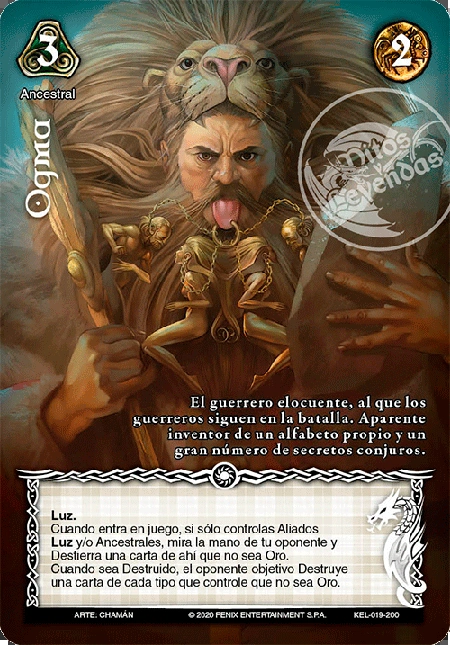 3
2
Ancestral
Ogma
Mitos
Leyendas
El guerrero elocuente, al que los
guerreros siguen en la batalla. Aparente
inventor de un alfabeto propio y un
gran número de secretos conjuros.
Luz.
Cuando entra en juego, si sólo controlas Aliados
Luz y/o Ancestrales, mira la mano de tu oponente y
Destierra una carta de ahí que no sea Oro.
Cuando sea Destruido, el oponente objetivo Destruye
una carta de cada tipo que controle que no sea Oro.
ARTE. CHAMÁN
© 2020 FENIX ENTERTAINMENT S.P.A.
KEL-019-200